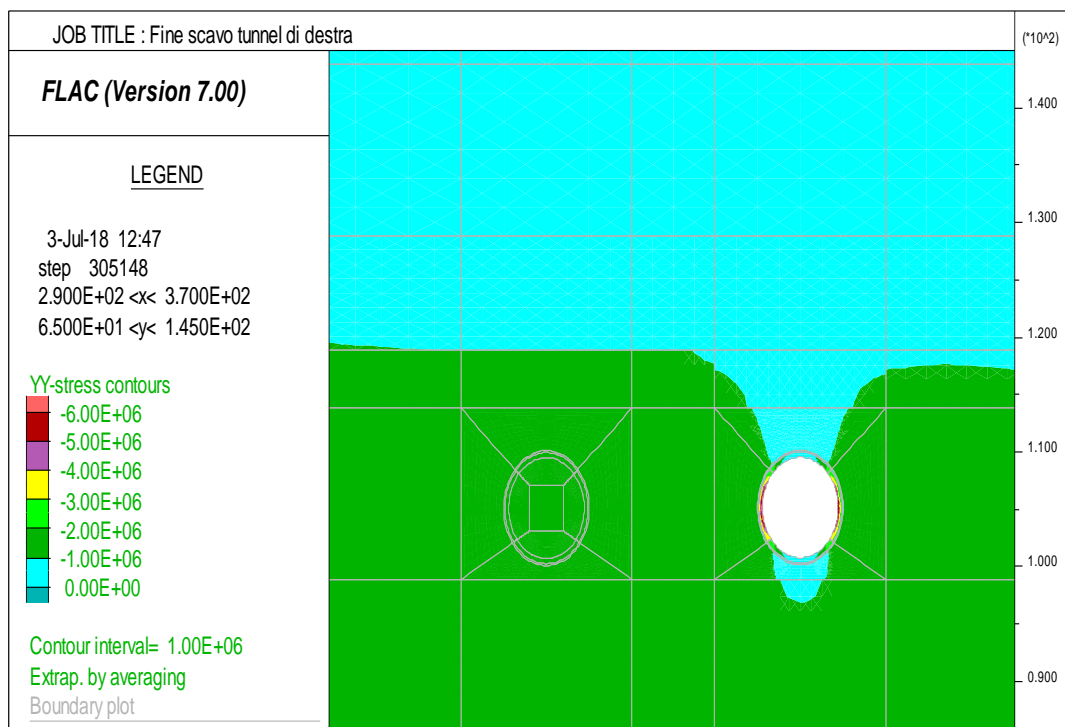 JOB TITLE : Fine scavo tunnel di destra
(*10^2)
FLAC (Version 7.00)
LEGEND
3-Jul-18 12:47
step 305148
2.900E+02 <x< 3.700E+02
6.500E+01 <y< 1.450E+02
YY-stress contours
-6.00E+06
-5.00E+06
-4.00E+06
-3.00E+06
-2.00E+06
-1.00E+06
0.00E+00
Contour interval= 1.00E+06
Extrap. by averaging
Boundary plot
1.400
1.300
1.200
1.100
1.000
0.900